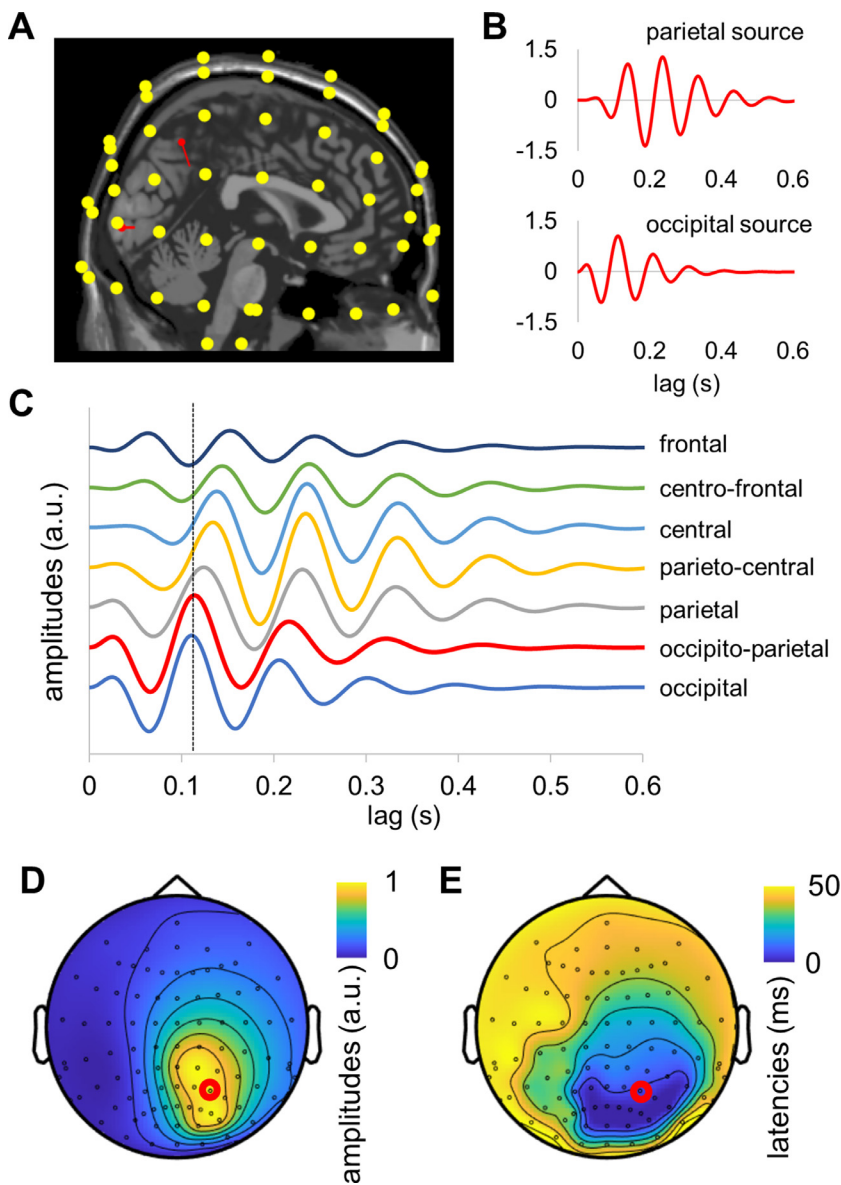 A
B
parietal source
1.5
0
-1.5
0 0.2 0.4 0.6
occipital source
1.5
0
-1.5
0 0.2 0.4 0.6
lag (s)
C
amplitudes (a.u.)
frontal
centro-frontal
central
parieto-central
parietal
occipito-parietal
occipital
0 0.1 0.2 0.3 0.4 0.5 0.6
lag (s)
D
1
0
amplitudes (a.u.)
E
50
0
latencies (ms)